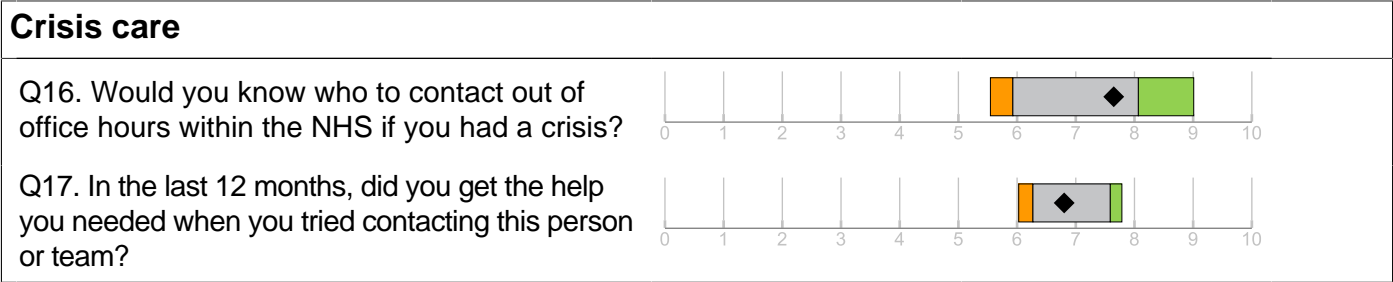 Crisis care
Q16. Would you know who to contact out of
office hours within the NHS if you had a crisis?
0 1 2 3 4 5 6 7 8 9 10
Q17. In the last 12 months, did you get the help
you needed when you tried contacting this person
or team?
0 1 2 3 4 5 6 7 8 9 10